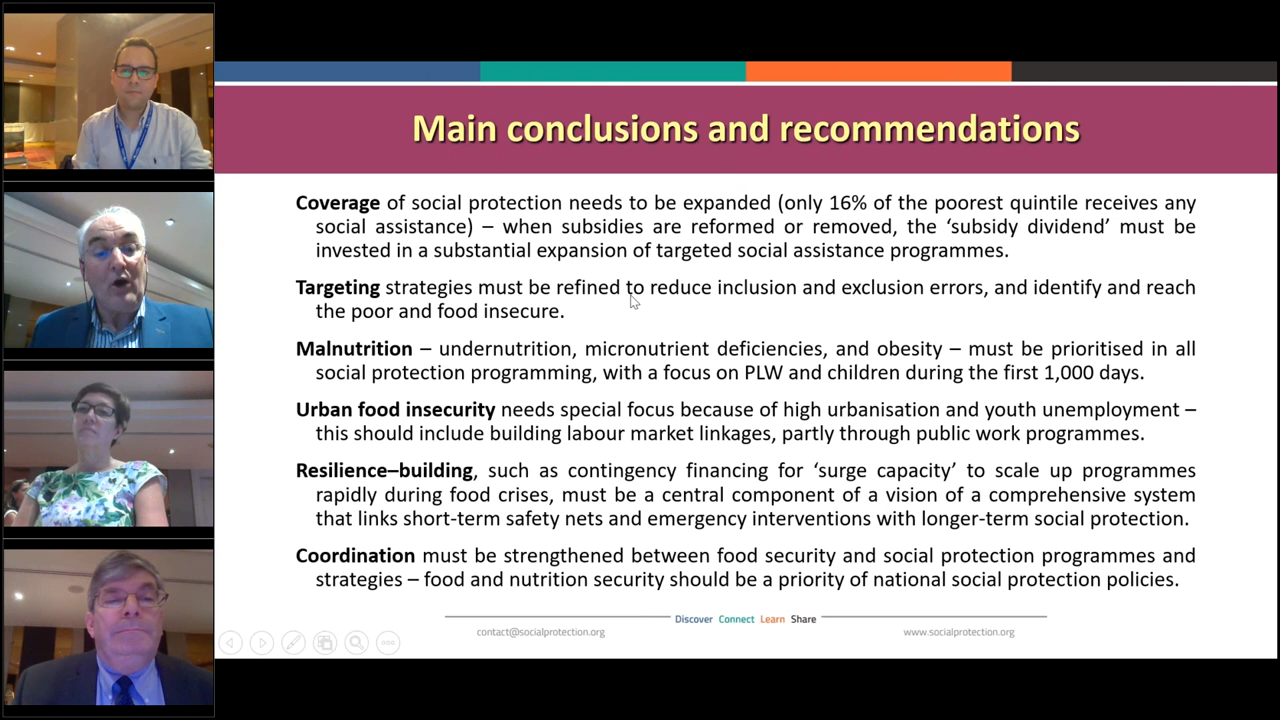 Main conclusions and recommendations
Coverage of social protection needs to be expanded (only 16% of the poorest quintile receives any
social assistance) – when subsidies are reformed or removed, the ‘subsidy dividend’ must be
invested in a substantial expansion of targeted social assistance programmes.
Targeting strategies must be refined to reduce inclusion and exclusion errors, and identify and reach
the poor and food insecure.
Malnutrition – undernutrition, micronutrient deficiencies, and obesity – must be prioritised in all
social protection programming, with a focus on PLW and children during the first 1,000 days.
Urban food insecurity needs special focus because of high urbanisation and youth unemployment –
this should include building labour market linkages, partly through public work programmes.
Resilience–building, such as contingency financing for ‘surge capacity’ to scale up programmes
rapidly during food crises, must be a central component of a vision of a comprehensive system
that links short-term safety nets and emergency interventions with longer-term social protection.
Coordination must be strengthened between food security and social protection programmes and
strategies – food and nutrition security should be a priority of national social protection policies.
Discover Connect Learn Share
contact@socialprotection.org www.socialprotection.org